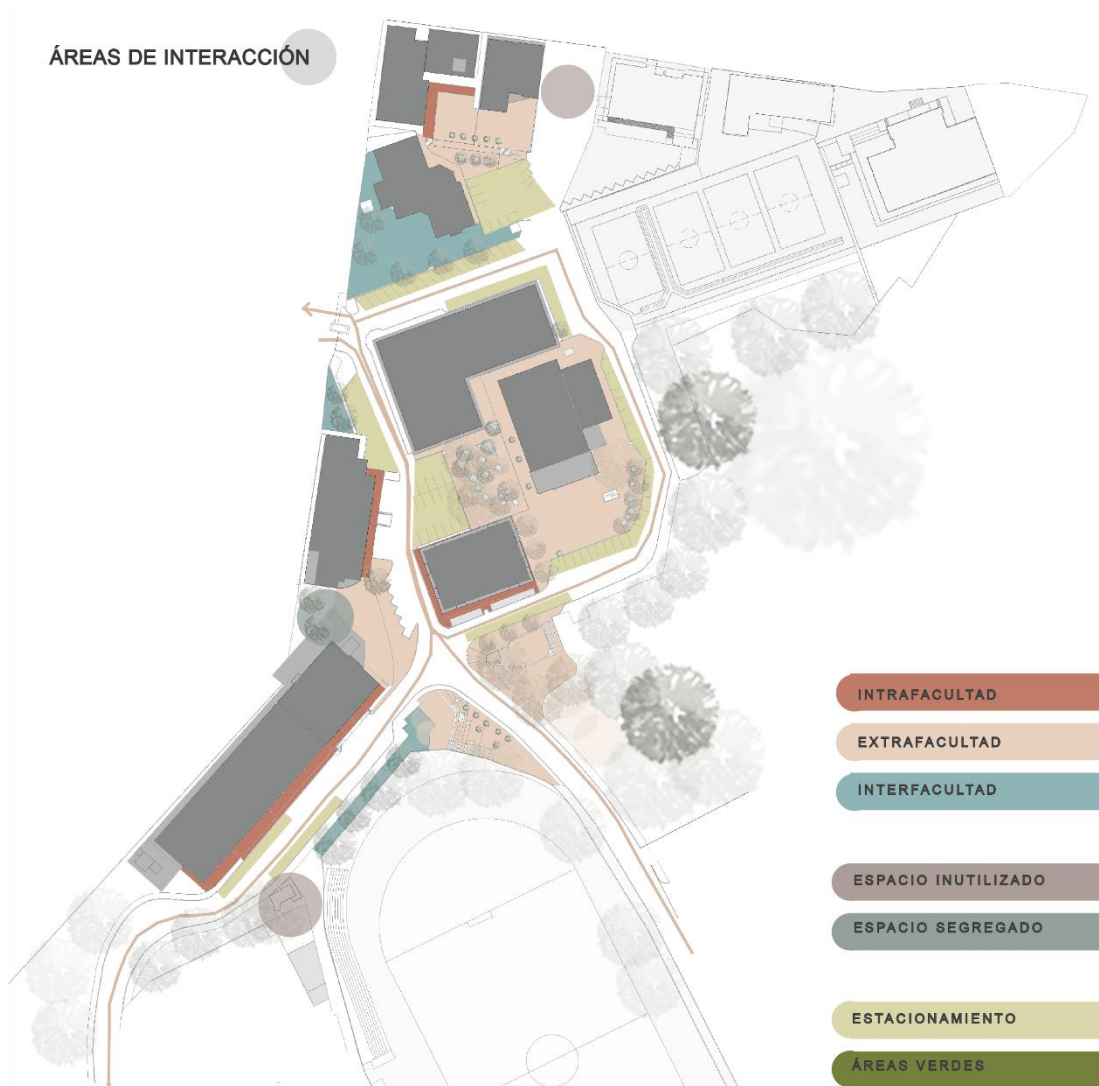 ÁREAS DE INTERACCIÓN
INTRAFACULTAD
EXTRAFACULTAD
INTERFACULTAD
ESPACIO INUTILIZADO
ESPACIO SEGREGADO
ESTACIONAMIENTO
ÁREAS VERDES